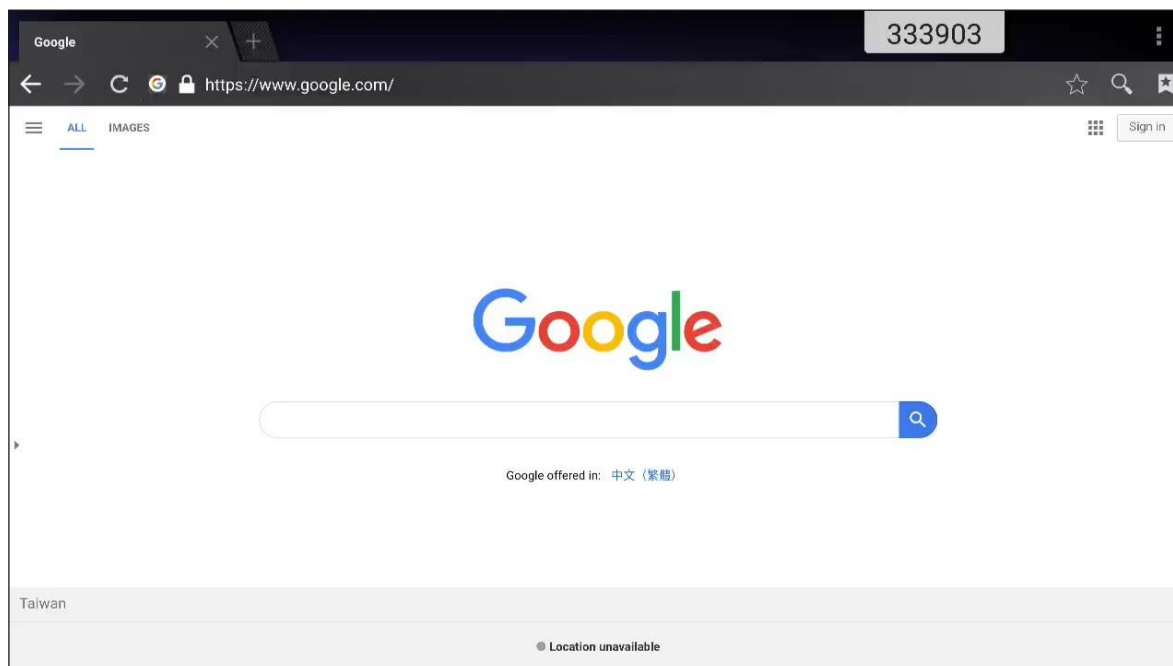 Google
333903
https://www.google.com/
ALL IMAGES
Sign in
Google
Google offered in: 中文（繁體）
Taiwan
Location unavailable